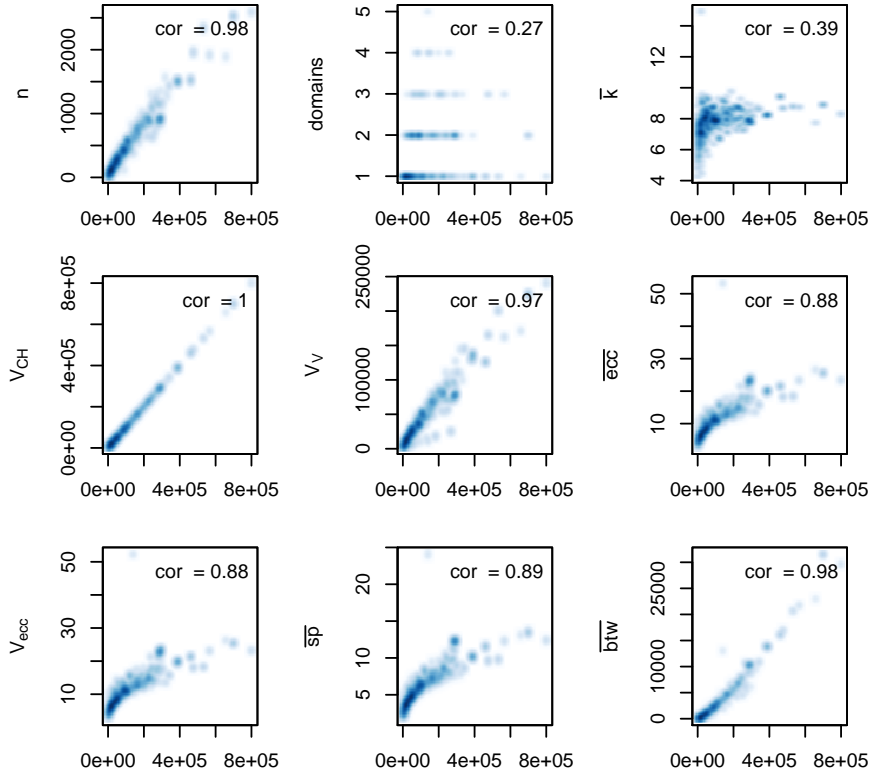 n
2000
1000
0
cor = 0.98
0e+00 4e+05 8e+05
domains
5
4
3
2
1
cor = 0.27
0e+00 4e+05 8e+05
k̅
12
8
6
4
cor = 0.39
0e+00 4e+05 8e+05
V_CH
8e+05
4e+05
0e+00
cor = 1
0e+00 4e+05 8e+05
V_V
250000
100000
0
cor = 0.97
0e+00 4e+05 8e+05
e̅c̅c̅
50
30
10
cor = 0.88
0e+00 4e+05 8e+05
V_ecc
50
30
10
cor = 0.88
0e+00 4e+05 8e+05
s̅p̅
20
10
5
cor = 0.89
0e+00 4e+05 8e+05
b̅t̅w̅
25000
10000
0
cor = 0.98
0e+00 4e+05 8e+05